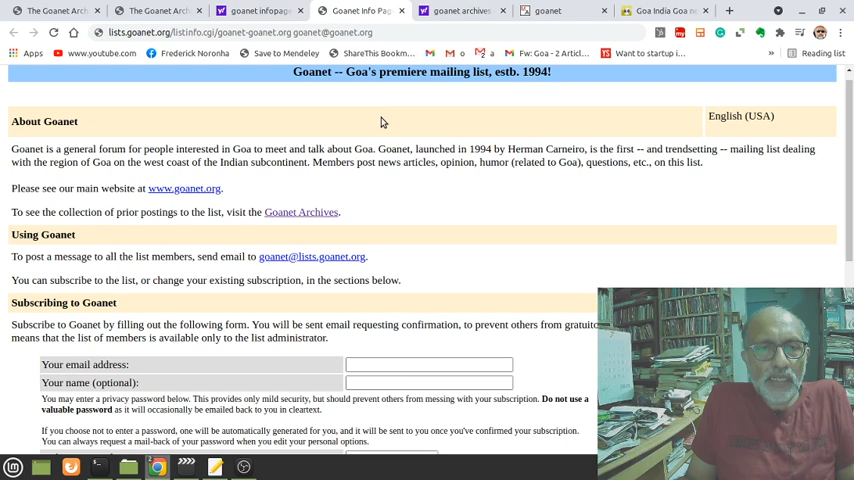 The Goanet Arch
The Goanet Arch
goanet infopage
Goanet Info Pag
goanet archives
goanet
Goa India Goa ne
lists.goanet.org/listinfo.cgi/goanet-goanet.org goanet@goanet.org
Apps
www.youtube.com
Frederick Noronha
Save to Mendeley
ShareThis Bookm...
M o
Fw: Goa - 2 Articl...
Want to startup i...
»
Reading list
Goanet -- Goa's premiere mailing list, estb. 1994!
About Goanet
English (USA)
Goanet is a general forum for people interested in Goa to meet and talk about Goa. Goanet, launched in 1994 by Herman Carneiro, is the first -- and trendsetting -- mailing list dealing
with the region of Goa on the west coast of the Indian subcontinent. Members post news articles, opinion, humor (related to Goa), questions, etc., on this list.
Please see our main website at www.goanet.org.
To see the collection of prior postings to the list, visit the Goanet Archives.
Using Goanet
To post a message to all the list members, send email to goanet@lists.goanet.org.
You can subscribe to the list, or change your existing subscription, in the sections below.
Subscribing to Goanet
Subscribe to Goanet by filling out the following form. You will be sent email requesting confirmation, to prevent others from gratuito
means that the list of members is available only to the list administrator.
Your email address:
Your name (optional):
You may enter a privacy password below. This provides only mild security, but should prevent others from messing with your subscription. Do not use a
valuable password as it will occasionally be emailed back to you in cleartext.
If you choose not to enter a password, one will be automatically generated for you, and it will be sent to you once you've confirmed your subscription.
You can always request a mail-back of your password when you edit your personal options.